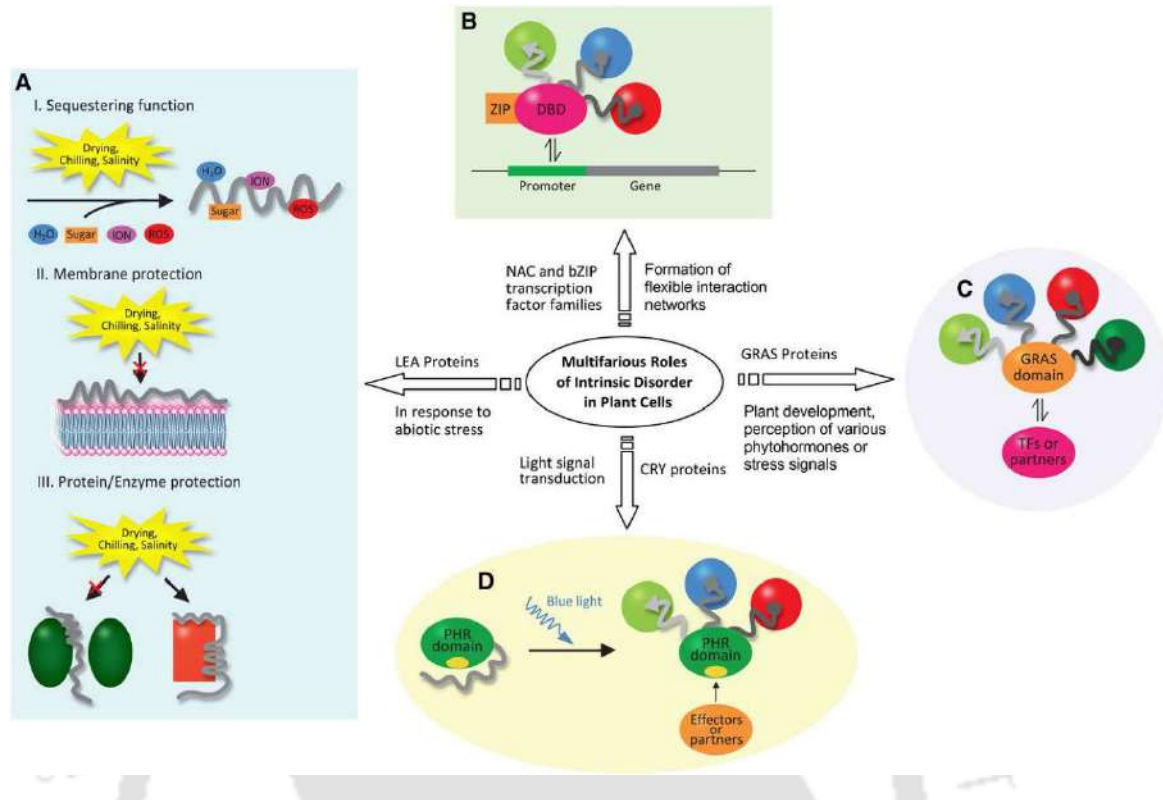 A
I. Sequestering function
Drying,
Chilling, Salinity
H₂O
ION
Sugar
ROS
H₂O
Sugar
ION
ROS
II. Membrane protection
Drying,
Chilling, Salinity
III. Protein/Enzyme protection
Drying,
Chilling, Salinity
B
ZIP
DBD
Promoter
Gene
NAC and bZIP
transcription
factor families
Formation of
flexible interaction
networks
LEA Proteins
In response to
abiotic stress
Multifarious Roles
of Intrinsic Disorder
in Plant Cells
GRAS Proteins
Plant development,
perception of various
phytohormones or
stress signals
Light signal
transduction
CRY proteins
C
GRAS
domain
TFs or
partners
D
PHR
domain
Blue light
PHR
domain
Effectors
or
partners